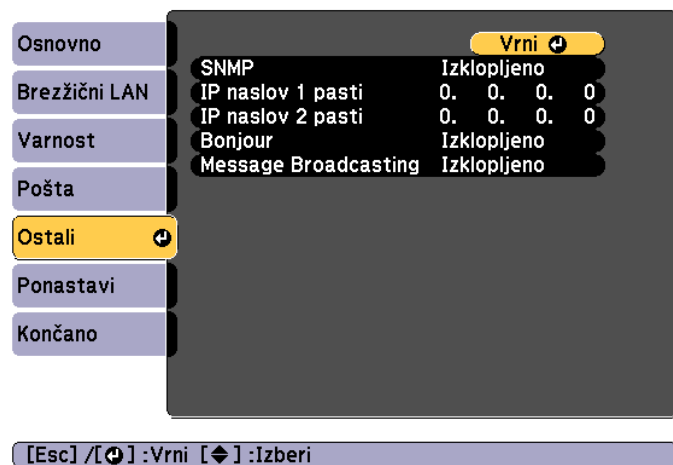 Osnovno
Brezžični LAN
Varnost
Pošta
Ostali
Ponastavi
Končano
Vrni
SNMP Izklopljeno
IP naslov 1 pasti 0. 0. 0. 0
IP naslov 2 pasti 0. 0. 0. 0
Bonjour Izklopljeno
Message Broadcasting Izklopljeno
[Esc] /[ ] :Vrni [ ] :Izberi